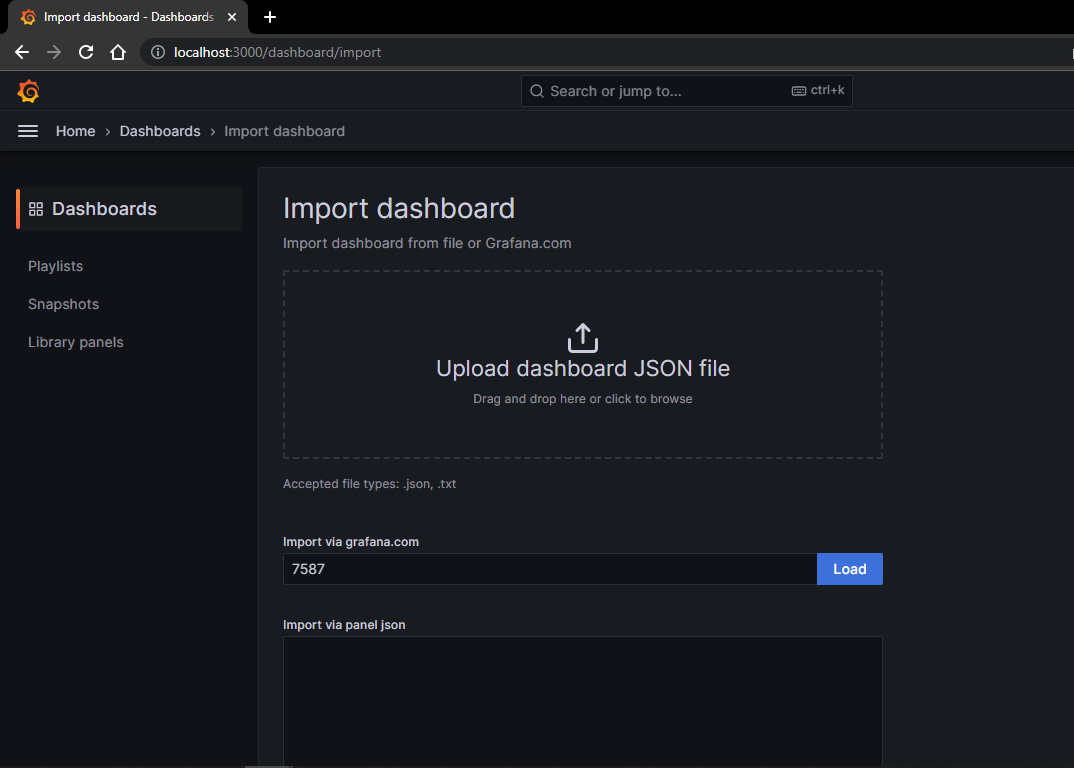 Import dashboard - Dashboards
localhost:3000/dashboard/import
Search or jump to...
ctrl+k
Home › Dashboards › Import dashboard
Dashboards
Playlists
Snapshots
Library panels
Import dashboard
Import dashboard from file or Grafana.com
Upload dashboard JSON file
Drag and drop here or click to browse
Accepted file types: .json, .txt
Import via grafana.com
7587
Load
Import via panel json